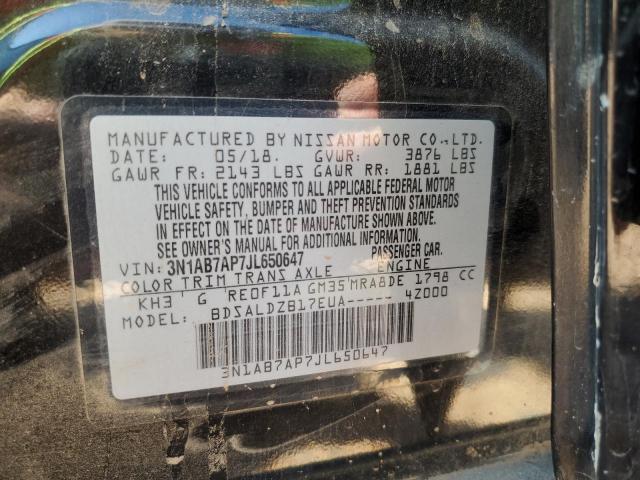 MANUFACTURED BY NISSAN MOTOR CO.,LTD.
DATE: 05/18. GVWR: 3876 LBS
GAWR FR: 2143 LBS GAWR RR: 1881 LBS
THIS VEHICLE CONFORMS TO ALL APPLICABLE FEDERAL MOTOR
VEHICLE SAFETY, BUMPER AND THEFT PREVENTION STANDARDS
IN EFFECT ON THE DATE OF MANUFACTURE SHOWN ABOVE.
SEE OWNER'S MANUAL FOR ADDITIONAL INFORMATION.
VIN: 3N1AB7AP7JL650647 PASSENGER CAR.
COLOR TRIM TRANS AXLE ENGINE
KH3 G RE0F11A GM35 MRA8DE 1798 CC
BDSALDZB17EUA----- 4Z000
3N1AB7AP7JL650647